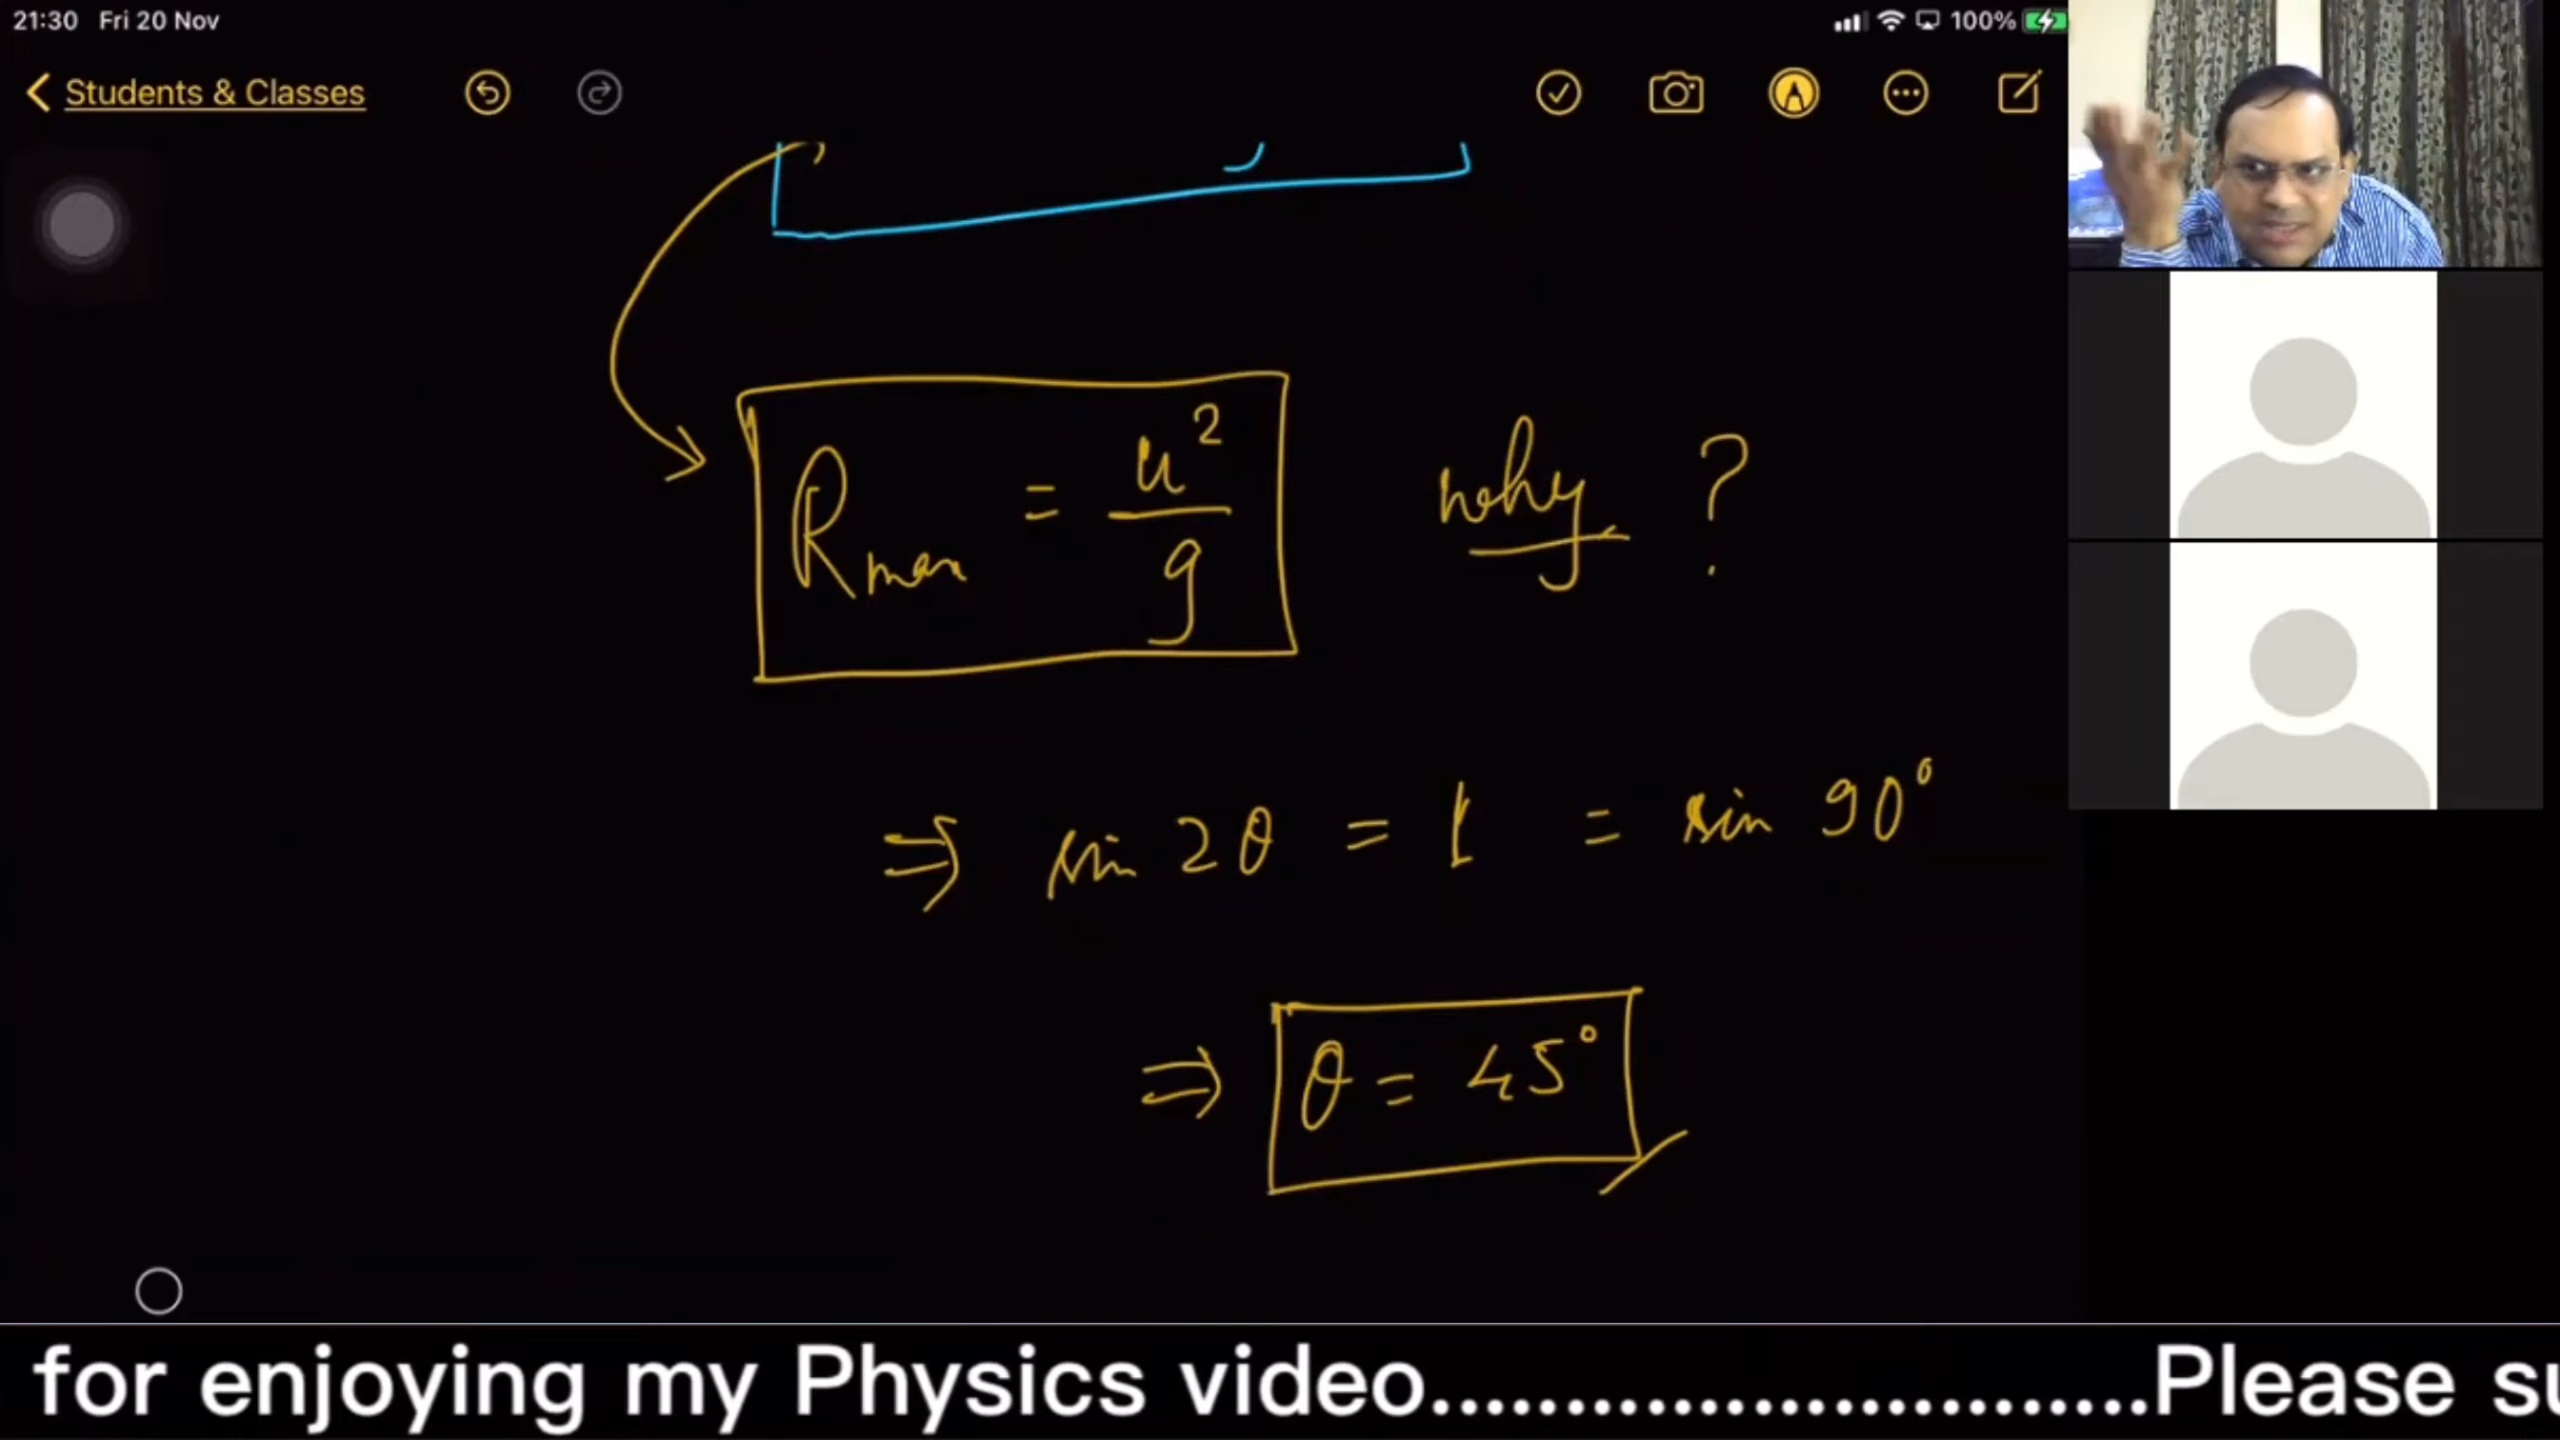 21:30 Fri 20 Nov
100%
Students & Classes
Rmax = u²/g why ?
⇒ sin 2θ = 1 = sin 90°
⇒ θ = 45°
for enjoying my Physics video...........................Please su